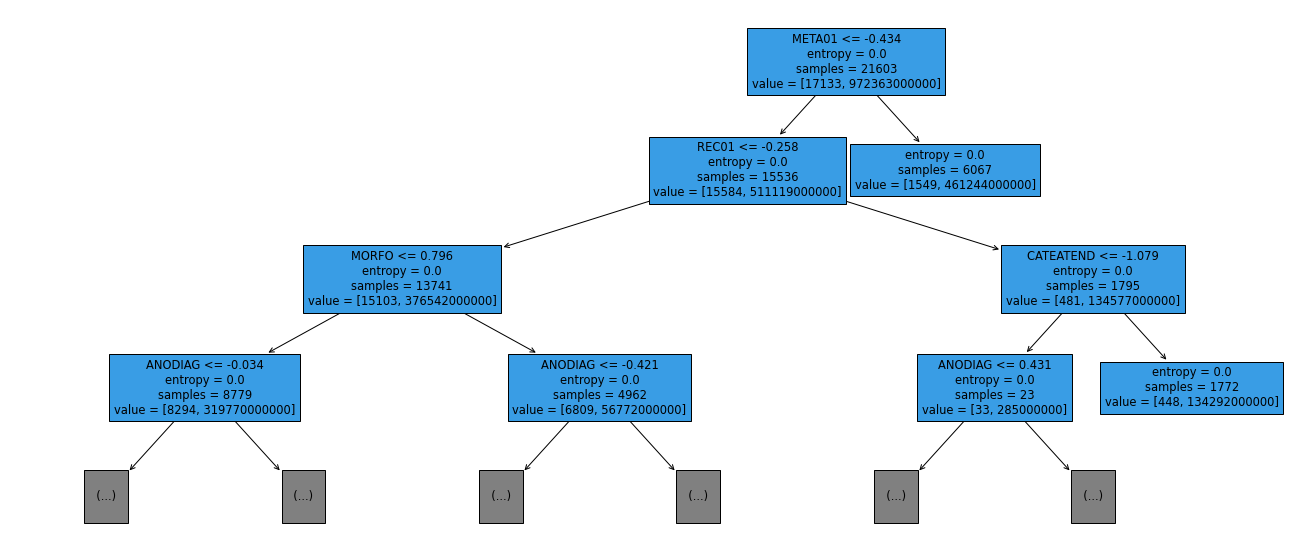 META01 <= -0.434
entropy = 0.0
samples = 21603
value = [17133, 972363000000]
REC01 <= -0.258
entropy = 0.0
samples = 15536
value = [15584, 511119000000]
entropy = 0.0
samples = 6067
value = [1549, 461244000000]
MORFO <= 0.796
entropy = 0.0
samples = 13741
value = [15103, 376542000000]
CATEATEND <= -1.079
entropy = 0.0
samples = 1795
value = [481, 134577000000]
ANODIAG <= -0.034
entropy = 0.0
samples = 8779
value = [8294, 319770000000]
ANODIAG <= -0.421
entropy = 0.0
samples = 4962
value = [6809, 56772000000]
ANODIAG <= 0.431
entropy = 0.0
samples = 23
value = [33, 285000000]
entropy = 0.0
samples = 1772
value = [448, 134292000000]
(...)
(...)
(...)
(...)
(...)
(...)